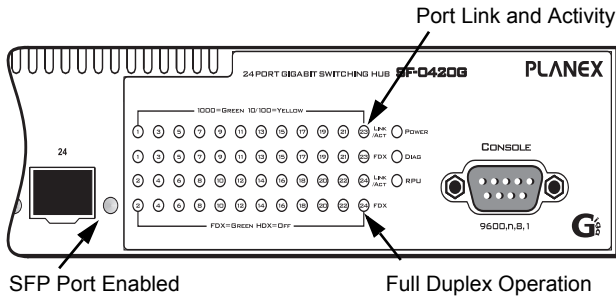 Port Link and Activity
24 PORT GIGABIT SWITCHING HUB SF-0420G PLANEX
1000=GREEN 10/100=YELLOW
24
1 3 5 7 9 11 13 15 17 19 21 23 LINK /ACT POWER
1 3 5 7 9 11 13 15 17 19 21 23 FDX DIAG
2 4 6 8 10 12 14 16 18 20 22 24 LINK /ACT RPU
2 4 6 8 10 12 14 16 18 20 22 24 FDX
FDX=GREEN HDX=OFF
CONSOLE
9600,n,8,1
SFP Port Enabled
Full Duplex Operation